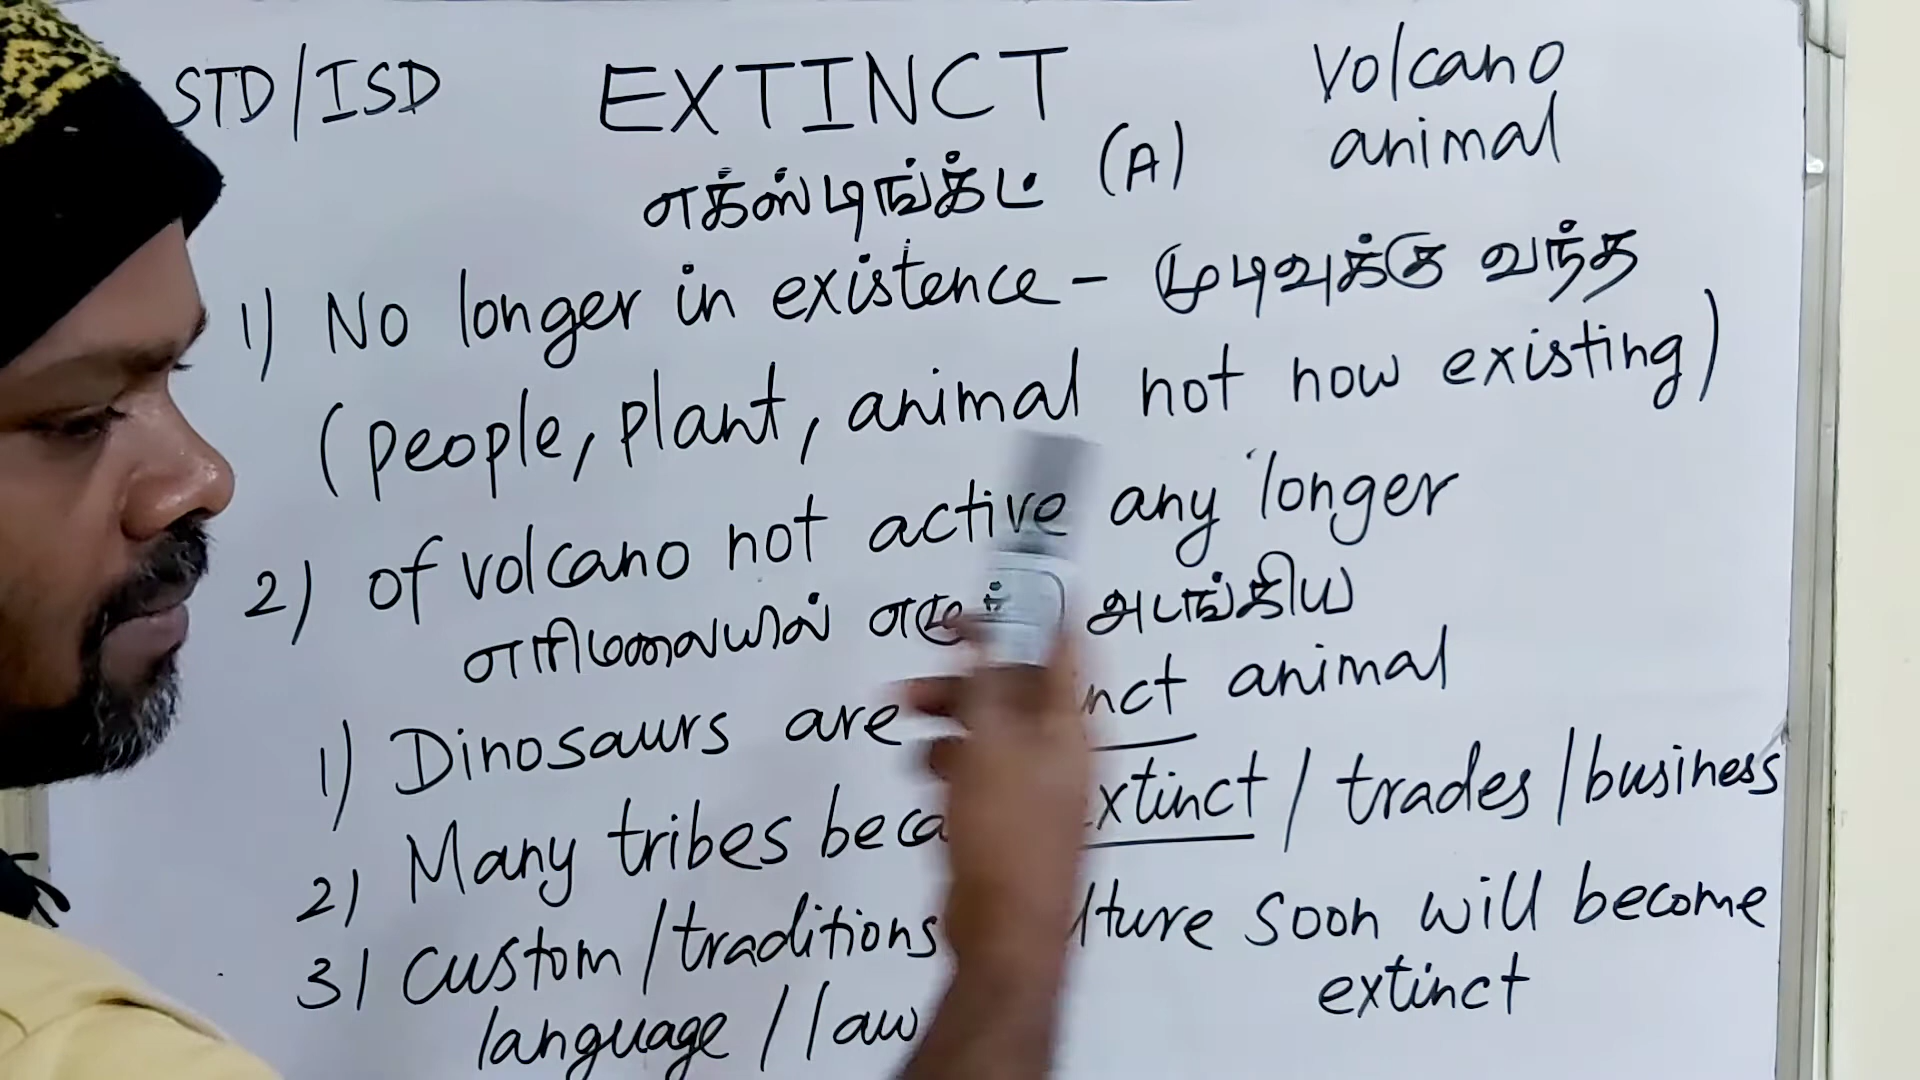 STD/ISD EXTINCT volcano
animal
எக்ஸ்டிங்க்ட் (A)
1) No longer in existence - முடிவுக்கு வந்த
(people, plant, animal not now existing)
2) of volcano not active any longer
எரிமலையில் அடங்கிய
1) Dinosaurs are nct animal
2) Many tribes beca xtinct / trades / business
3) custom / traditions lture soon will become
extinct
language / law